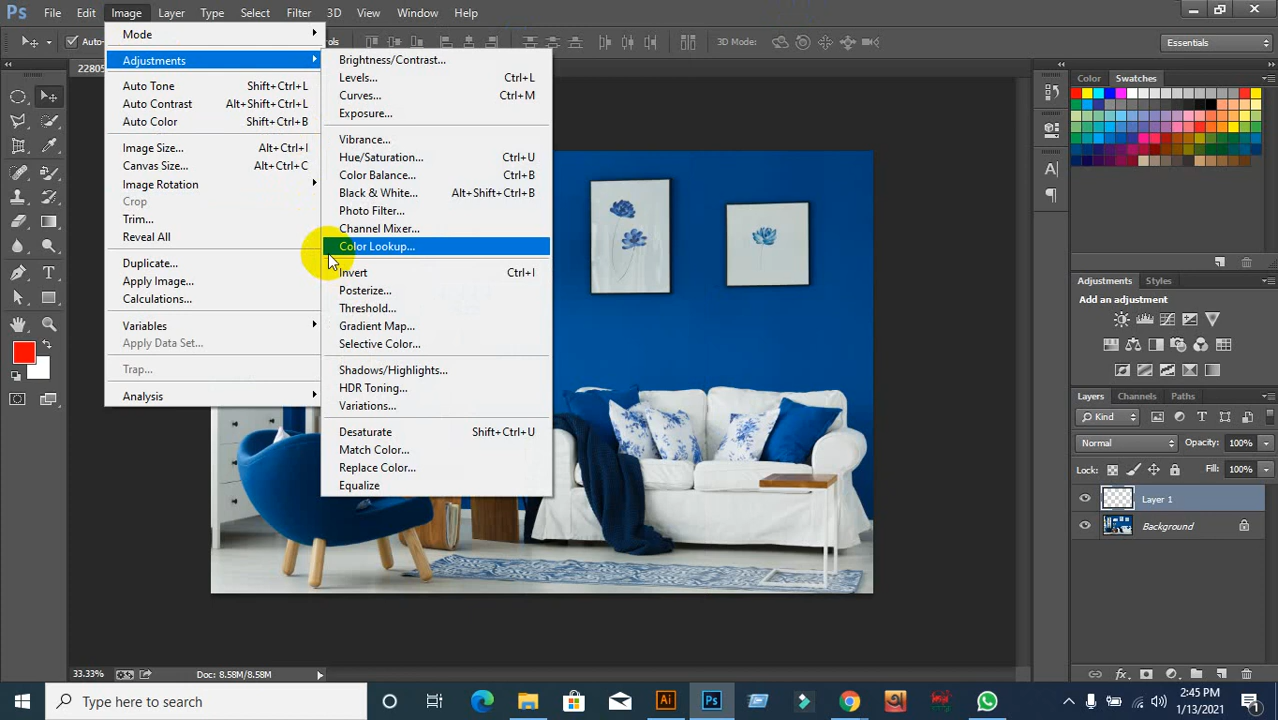 Ps File Edit Image Layer Type Select Filter 3D View Window Help
Auto-
3D Mode:
Essentials
Mode
Adjustments
Auto Tone Shift+Ctrl+L
Auto Contrast Alt+Shift+Ctrl+L
Auto Color Shift+Ctrl+B
Image Size... Alt+Ctrl+I
Canvas Size... Alt+Ctrl+C
Image Rotation
Crop
Trim...
Reveal All
Duplicate...
Apply Image...
Calculations...
Variables
Apply Data Set...
Trap...
Analysis
Brightness/Contrast...
Levels... Ctrl+L
Curves... Ctrl+M
Exposure...
Vibrance...
Hue/Saturation... Ctrl+U
Color Balance... Ctrl+B
Black & White... Alt+Shift+Ctrl+B
Photo Filter...
Channel Mixer...
Color Lookup...
Invert Ctrl+I
Posterize...
Threshold...
Gradient Map...
Selective Color...
Shadows/Highlights...
HDR Toning...
Variations...
Desaturate Shift+Ctrl+U
Match Color...
Replace Color...
Equalize
Color Swatches
Adjustments Styles
Add an adjustment
Layers Channels Paths
Kind
Normal Opacity: 100%
Lock: Fill: 100%
Layer 1
Background
33.33% Doc: 8.58M/8.58M
Type here to search
Ai Ps
2:45 PM
1/13/2021
1